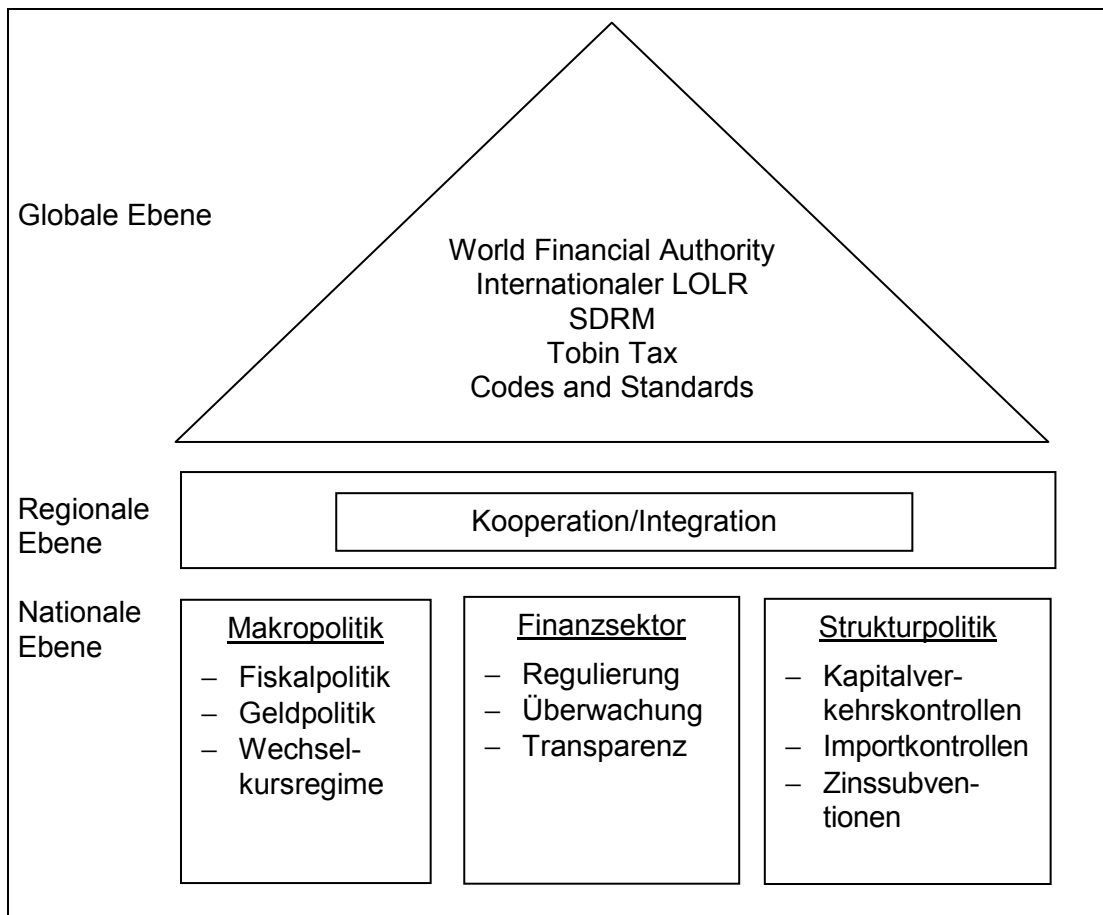 Globale Ebene
World Financial Authority
Internationaler LOLR
SDRM
Tobin Tax
Codes and Standards
Regionale
Ebene
Kooperation/Integration
Nationale
Ebene
Makropolitik
– Fiskalpolitik
– Geldpolitik
– Wechsel-
kursregime
Finanzsektor
– Regulierung
– Überwachung
– Transparenz
Strukturpolitik
– Kapitalver-
kehrskontrollen
– Importkontrollen
– Zinssubven-
tionen